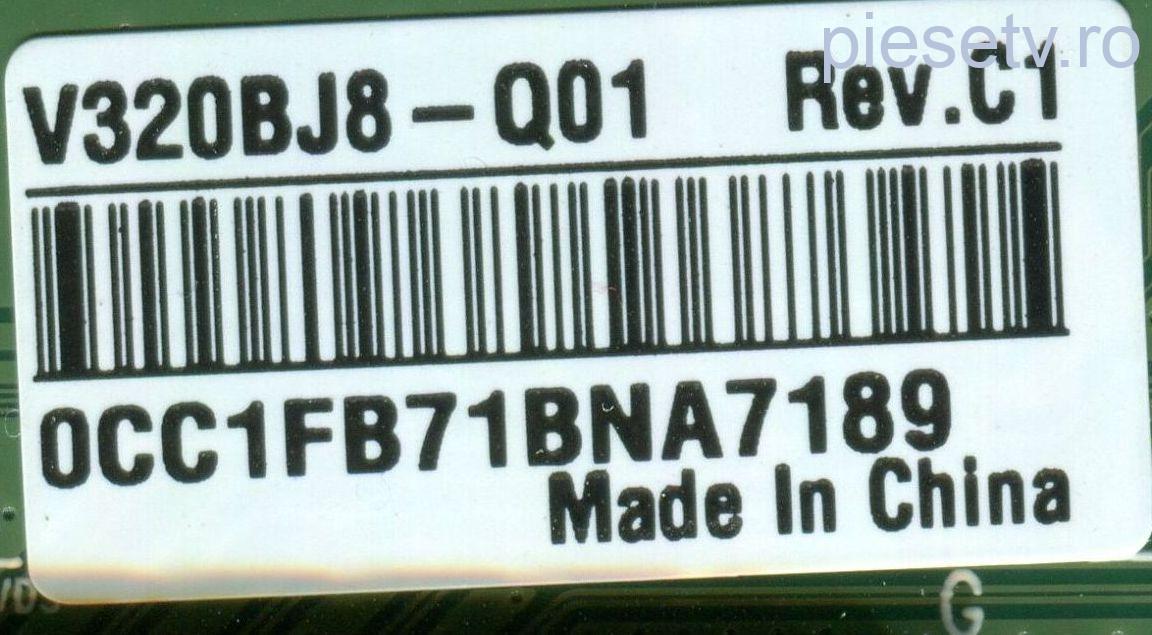 piesetv.ro
V320BJ8-Q01 Rev.C1
0CC1FB71BNA7189
Made In China
G